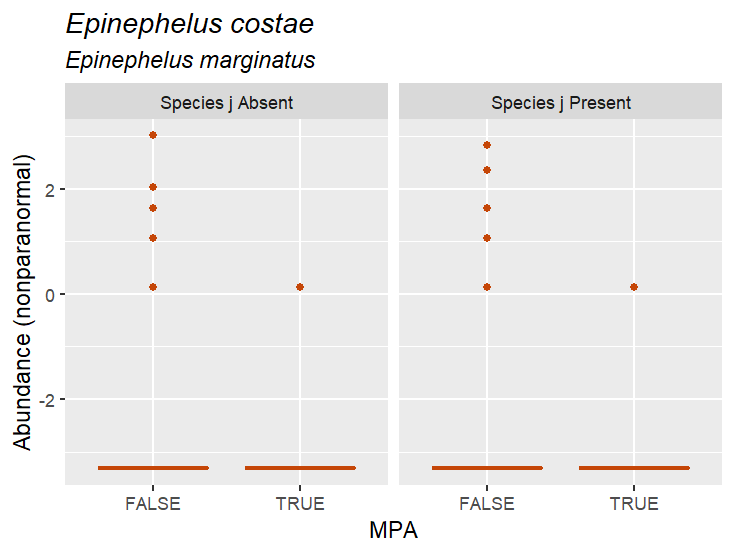 Epinephelus costae
Epinephelus marginatus
Species j Absent
Species j Present
Abundance (nonparanormal)
2
0
-2
FALSE
TRUE
FALSE
TRUE
MPA